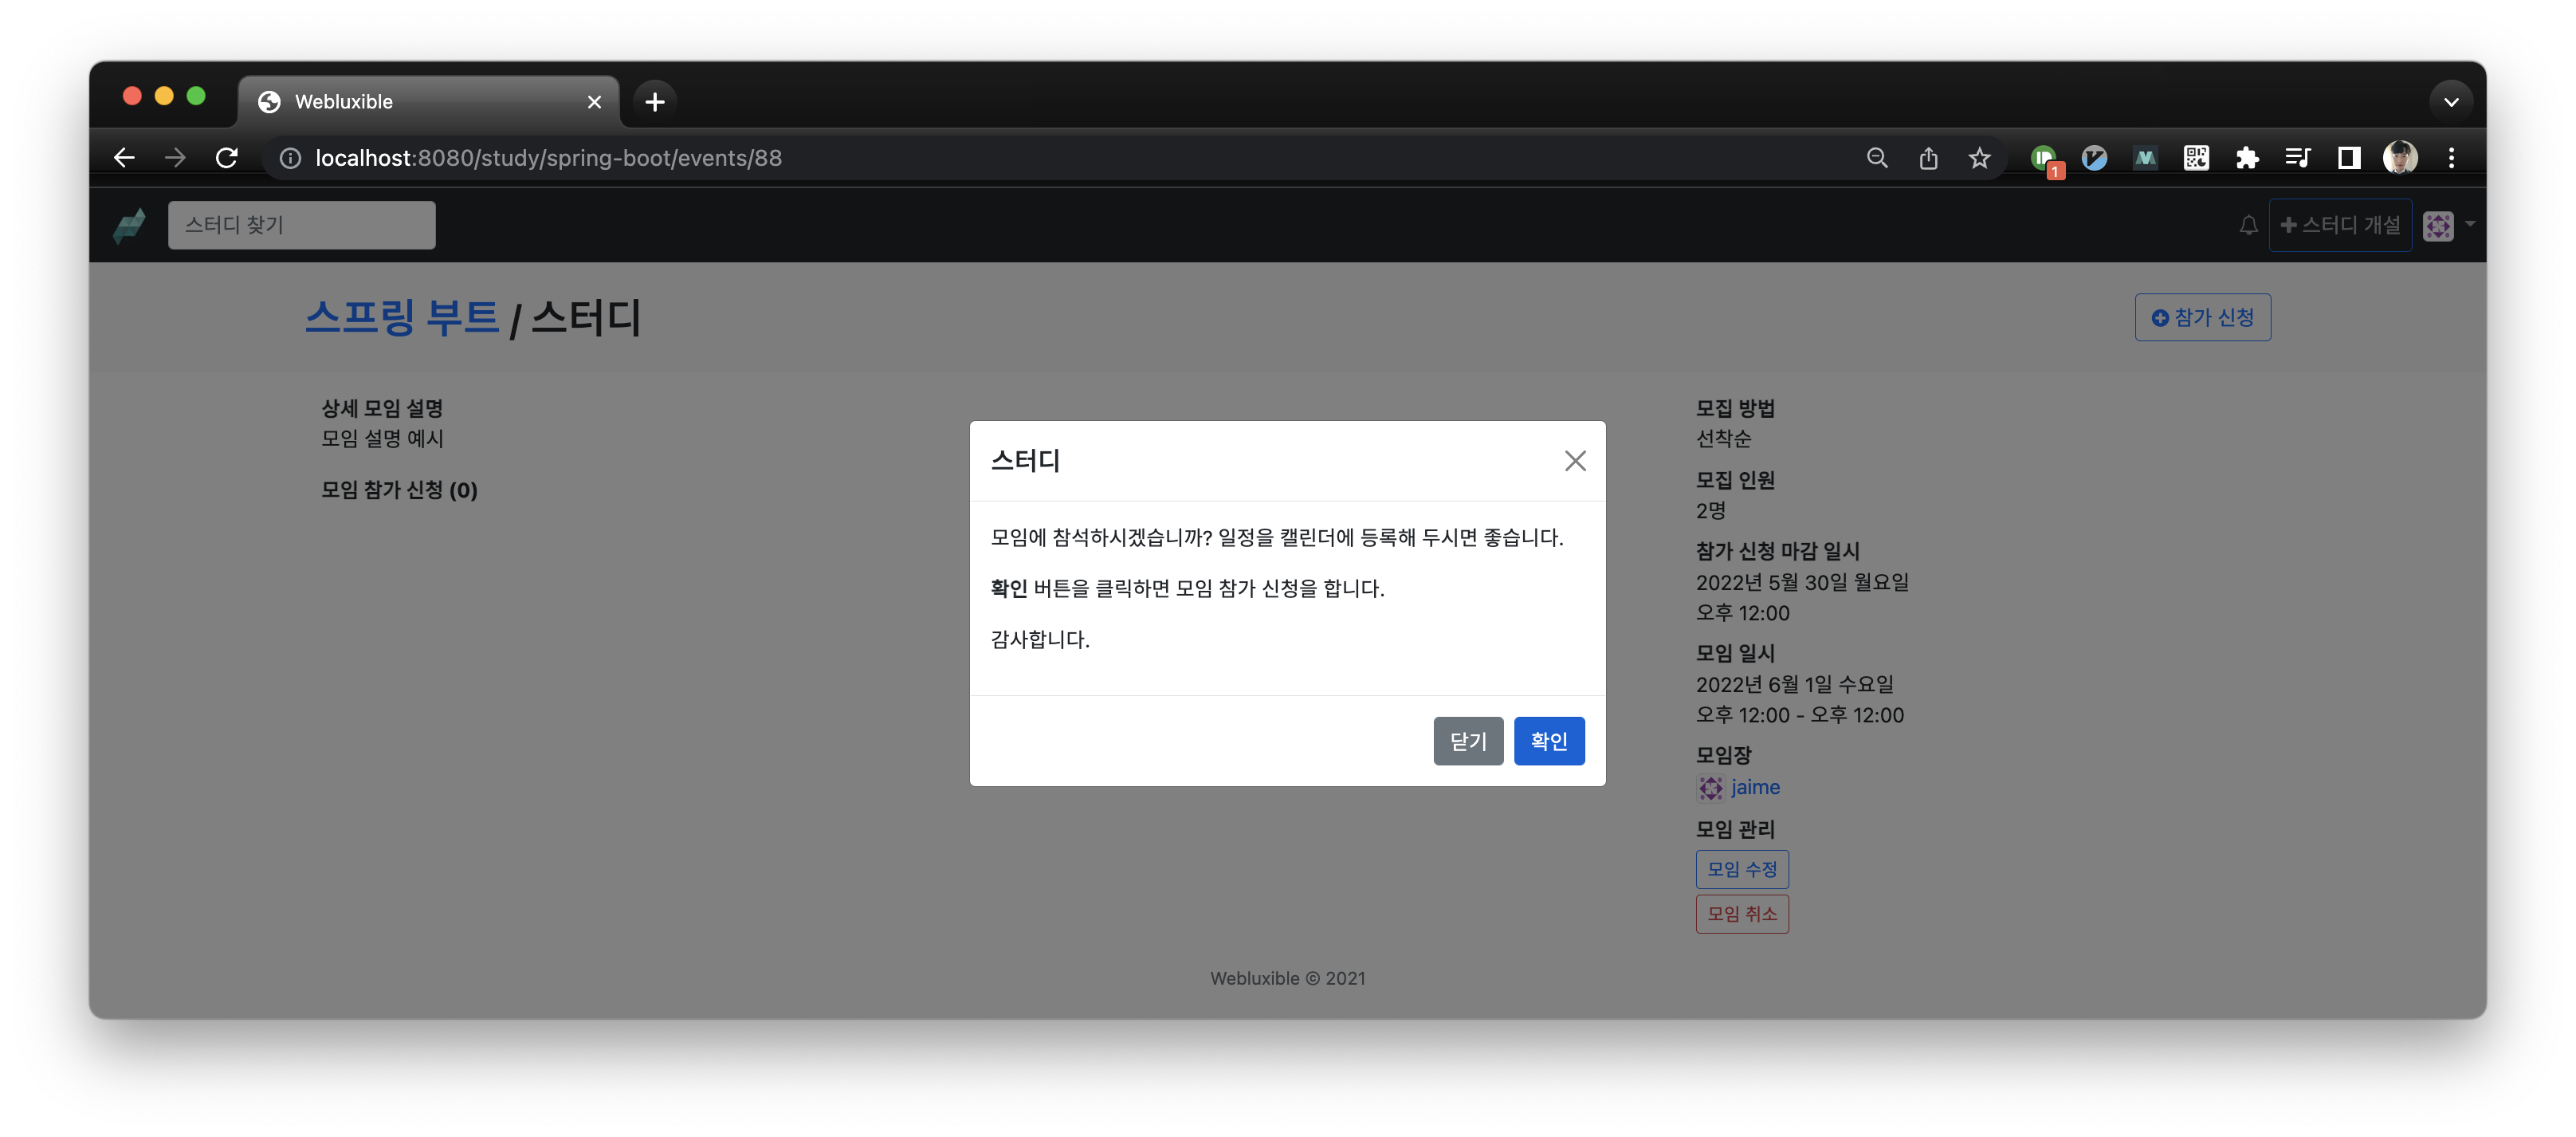 Webluxible
localhost:8080/study/spring-boot/events/88
1
스터디 찾기
스터디 개설
스프링 부트 / 스터디
참가 신청
상세 모임 설명
모임 설명 예시
모임 참가 신청 (0)
스터디
모임에 참석하시겠습니까? 일정을 캘린더에 등록해 두시면 좋습니다.
확인 버튼을 클릭하면 모임 참가 신청을 합니다.
감사합니다.
닫기 확인
모집 방법
선착순
모집 인원
2명
참가 신청 마감 일시
2022년 5월 30일 월요일
오후 12:00
모임 일시
2022년 6월 1일 수요일
오후 12:00 - 오후 12:00
모임장
jaime
모임 관리
모임 수정
모임 취소
Webluxible © 2021